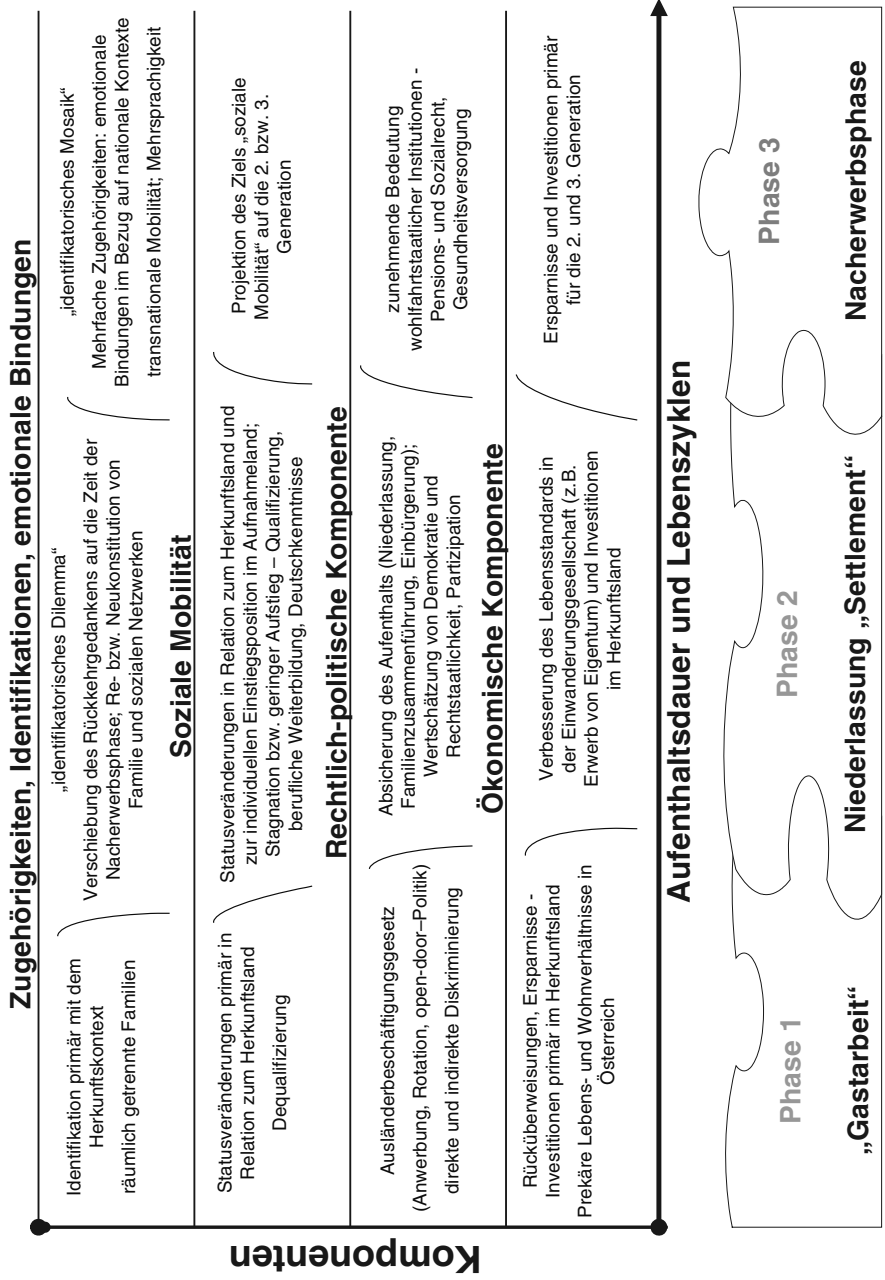 Komponenten
Zugehörigkeiten, Identifikationen, emotionale Bindungen
Identifikation primär mit dem
Herkunftskontext
räumlich getrennte Familien
„identifikatorisches Dilemma“
Verschiebung des Rückkehrgedankens auf die Zeit der
Nacherwerbsphase; Re- bzw. Neukonstitution von
Familie und sozialen Netzwerken
„identifikatorisches Mosaik“
Mehrfache Zugehörigkeiten: emotionale
Bindungen im Bezug auf nationale Kontexte
transnationale Mobilität; Mehrsprachigkeit
Soziale Mobilität
Statusveränderungen primär in
Relation zum Herkunftsland
Dequalifizierung
Statusveränderungen in Relation zum Herkunftsland und
zur individuellen Einstiegsposition im Aufnahmeland;
Stagnation bzw. geringer Aufstieg – Qualifizierung,
berufliche Weiterbildung, Deutschkenntnisse
Projektion des Ziels „soziale
Mobilität“ auf die 2. bzw. 3.
Generation
Rechtlich-politische Komponente
Ausländerbeschäftigungsgesetz
(Anwerbung, Rotation, open-door–Politik)
direkte und indirekte Diskriminierung
Absicherung des Aufenthalts (Niederlassung,
Familienzusammenführung, Einbürgerung);
Wertschätzung von Demokratie und
Rechtstaatlichkeit, Partizipation
zunehmende Bedeutung
wohlfahrtstaatlicher Institutionen -
Pensions- und Sozialrecht,
Gesundheitsversorgung
Ökonomische Komponente
Rücküberweisungen, Ersparnisse -
Investitionen primär im Herkunftsland
Prekäre Lebens- und Wohnverhältnisse in
Österreich
Verbesserung des Lebensstandards in
der Einwanderungsgesellschaft (z.B.
Erwerb von Eigentum) und Investitionen
im Herkunftsland
Ersparnisse und Investitionen primär
für die 2. und 3. Generation
Aufenthaltsdauer und Lebenszyklen
Phase 1
„Gastarbeit“
Phase 2
Niederlassung „Settlement“
Phase 3
Nacherwerbsphase